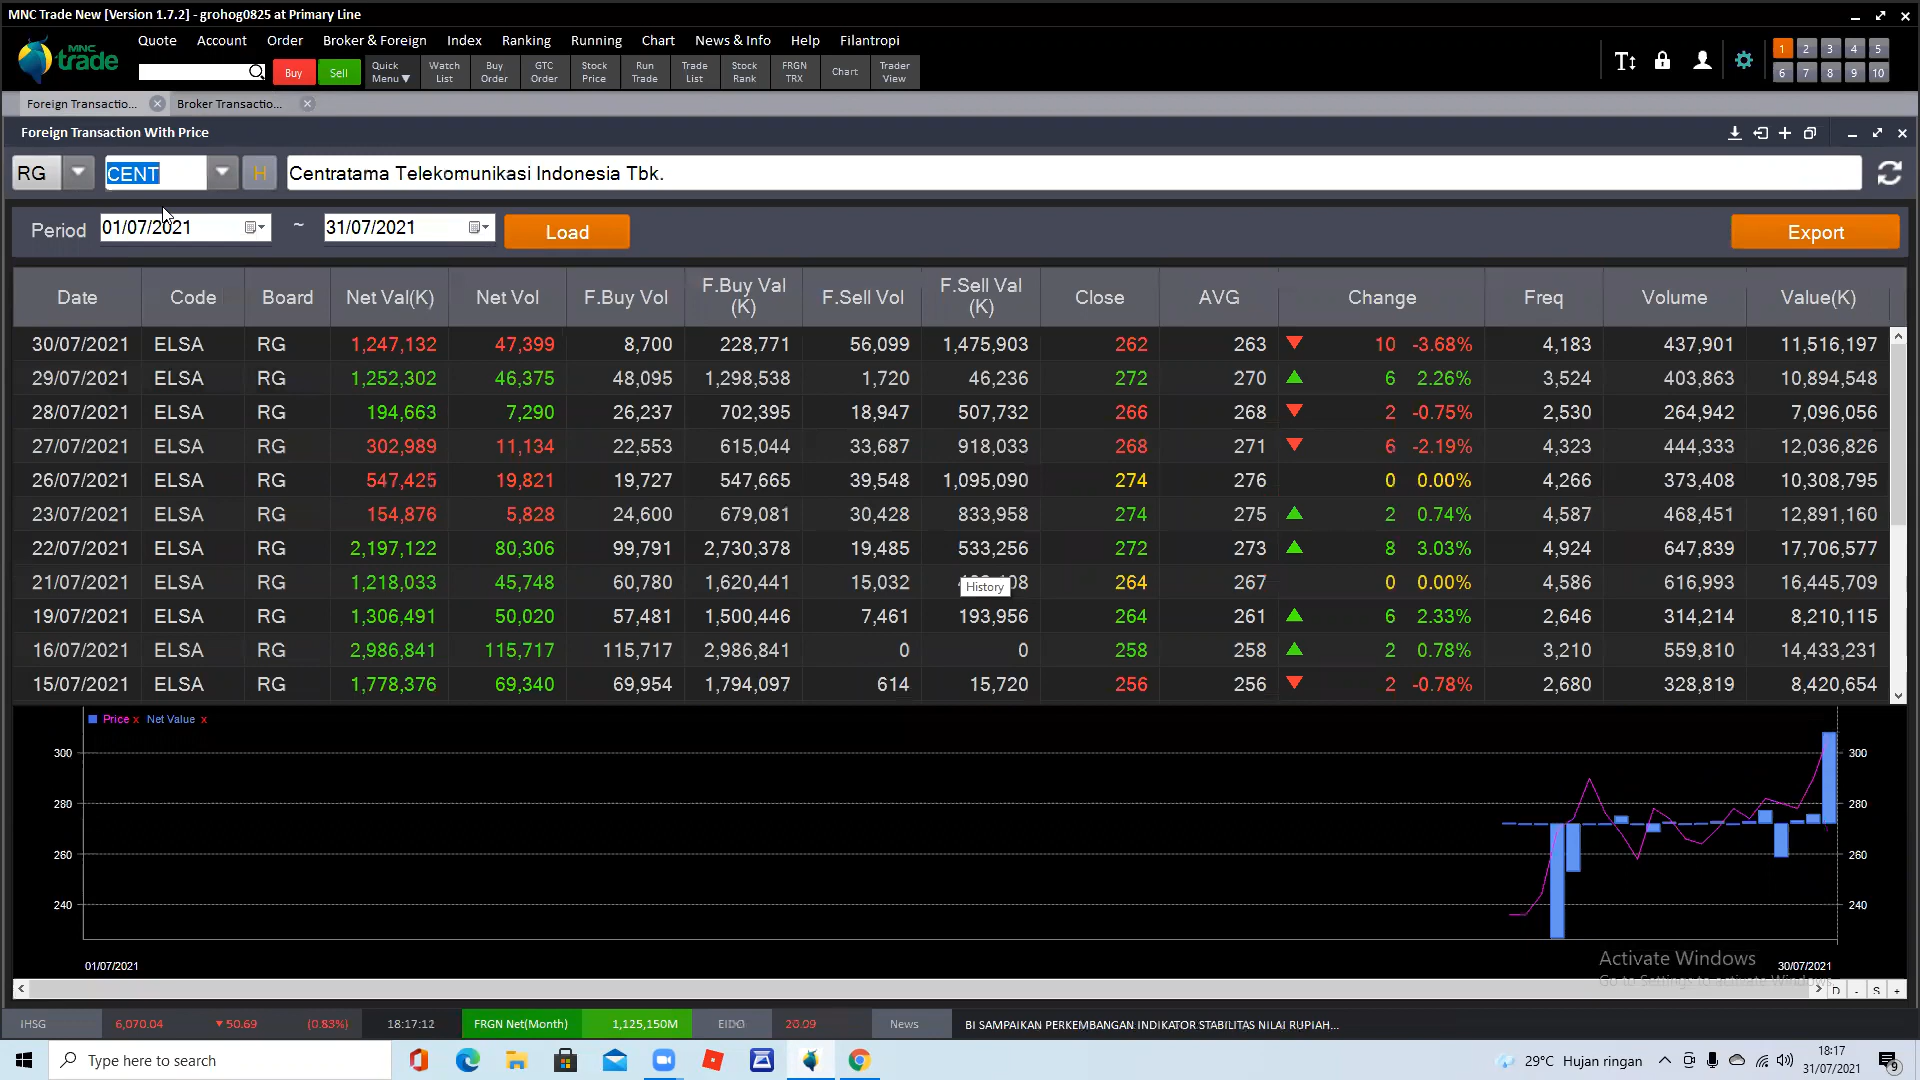 MNC Trade New [Version 1.7.2] - grohog0825 at Primary Line
MNC trade
Quote Account Order Broker & Foreign Index Ranking Running Chart News & Info Help Filantropi
Buy Sell Quick Menu ▼ Watch List Buy Order GTC Order Stock Price Run Trade Trade List Stock Rank FRGN TRX Chart Trader View
1 2 3 4 5
6 7 8 9 10
Foreign Transactio... Broker Transactio...
Foreign Transaction With Price
RG CENT H Centratama Telekomunikasi Indonesia Tbk.
Period 01/07/2021 ~ 31/07/2021 Load Export
Date Code Board Net Val(K) Net Vol F.Buy Vol F.Buy Val (K) F.Sell Vol F.Sell Val (K) Close AVG Change Freq Volume Value(K)
30/07/2021 ELSA RG 1,247,132 47,399 8,700 228,771 56,099 1,475,903 262 263 10 -3.68% 4,183 437,901 11,516,197
29/07/2021 ELSA RG 1,252,302 46,375 48,095 1,298,538 1,720 46,236 272 270 6 2.26% 3,524 403,863 10,894,548
28/07/2021 ELSA RG 194,663 7,290 26,237 702,395 18,947 507,732 266 268 2 -0.75% 2,530 264,942 7,096,056
27/07/2021 ELSA RG 302,989 11,134 22,553 615,044 33,687 918,033 268 271 6 -2.19% 4,323 444,333 12,036,826
26/07/2021 ELSA RG 547,425 19,821 19,727 547,665 39,548 1,095,090 274 276 0 0.00% 4,266 373,408 10,308,795
23/07/2021 ELSA RG 154,876 5,828 24,600 679,081 30,428 833,958 274 275 2 0.74% 4,587 468,451 12,891,160
22/07/2021 ELSA RG 2,197,122 80,306 99,791 2,730,378 19,485 533,256 272 273 8 3.03% 4,924 647,839 17,706,577
21/07/2021 ELSA RG 1,218,033 45,748 60,780 1,620,441 15,032 264 267 0 0.00% 4,586 616,993 16,445,709
History
19/07/2021 ELSA RG 1,306,491 50,020 57,481 1,500,446 7,461 193,956 264 261 6 2.33% 2,646 314,214 8,210,115
16/07/2021 ELSA RG 2,986,841 115,717 115,717 2,986,841 0 0 258 258 2 0.78% 3,210 559,810 14,433,231
15/07/2021 ELSA RG 1,778,376 69,340 69,954 1,794,097 614 15,720 256 256 2 -0.78% 2,680 328,819 8,420,654
Price x Net Value x
300 300
280 280
260 260
240 240
Activate Windows
01/07/2021 30/07/2021
Go to Settings to activate Windows.
D - S +
IHSG 6,070.04 ▼50.69 (0.83%) 18:17:12 FRGN Net(Month) 1,125,150M EIDO News BI SAMPAIKAN PERKEMBANGAN INDIKATOR STABILITAS NILAI RUPIAH...
Type here to search 29°C Hujan ringan 18:17
31/07/2021 9